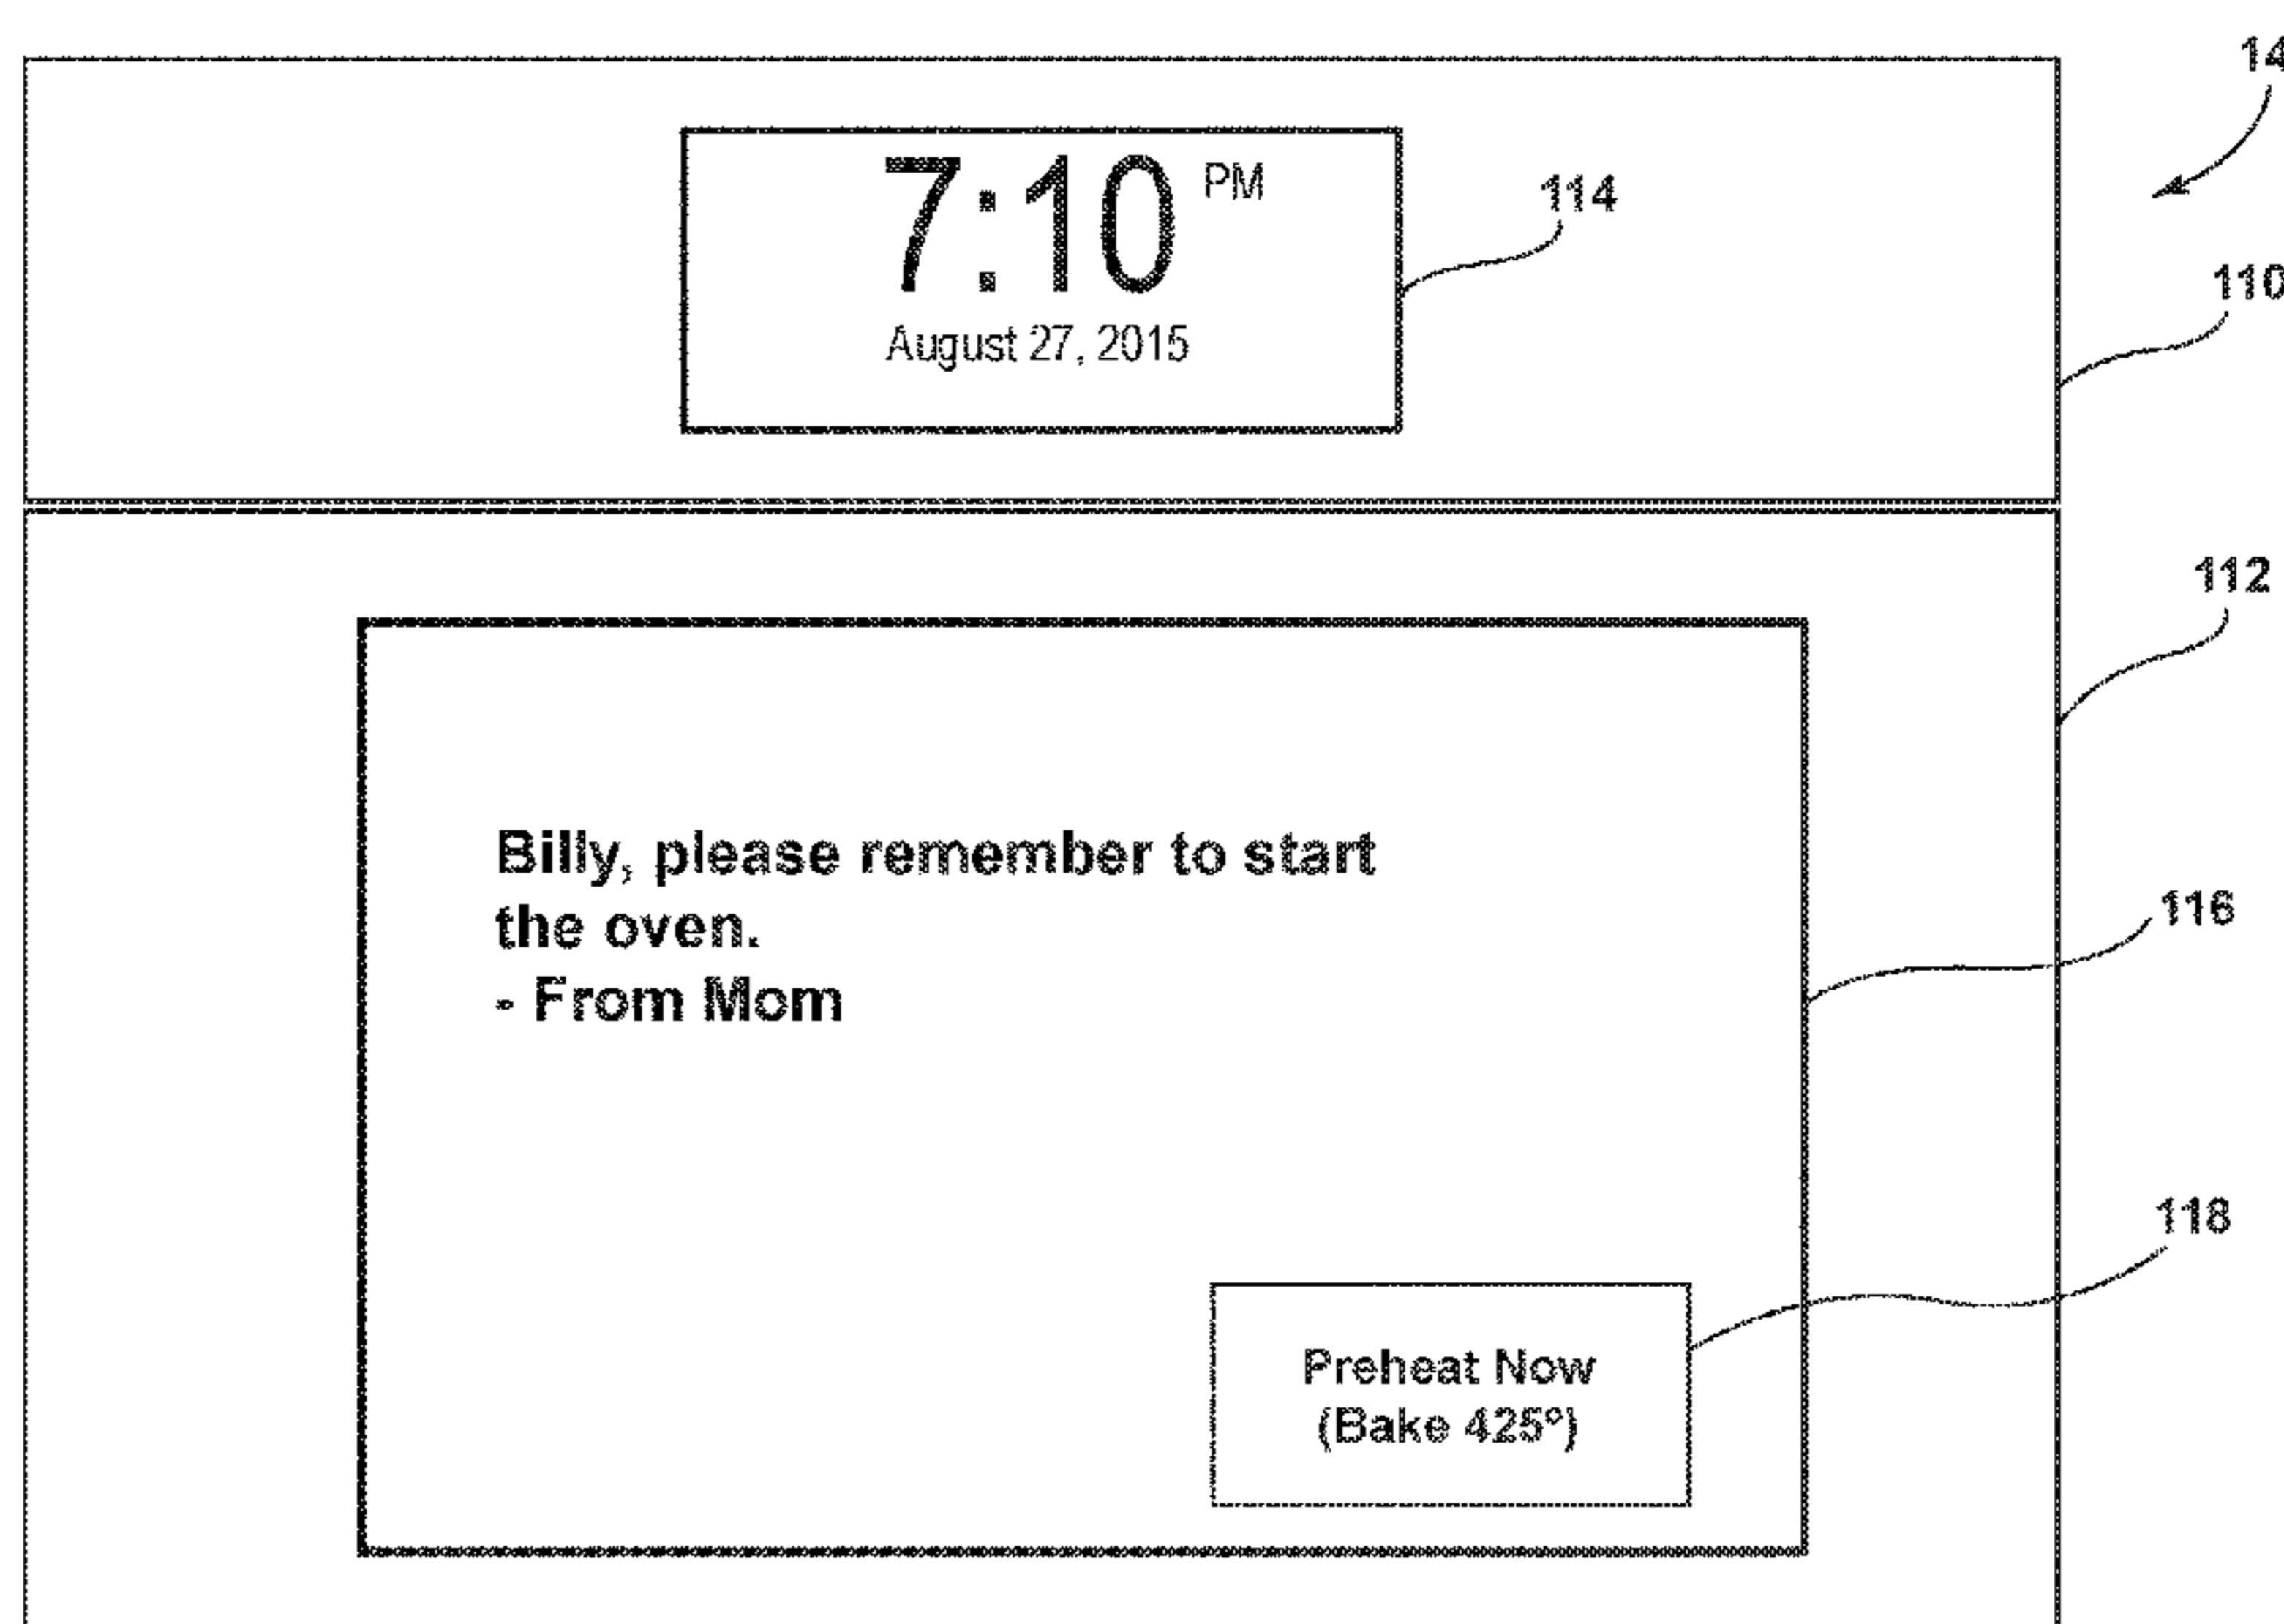 14
7:10 PM
114
August 27, 2015
110
112
Billy, please remember to start
the oven.
- From Mom
116
118
Preheat Now
(Bake 425°)